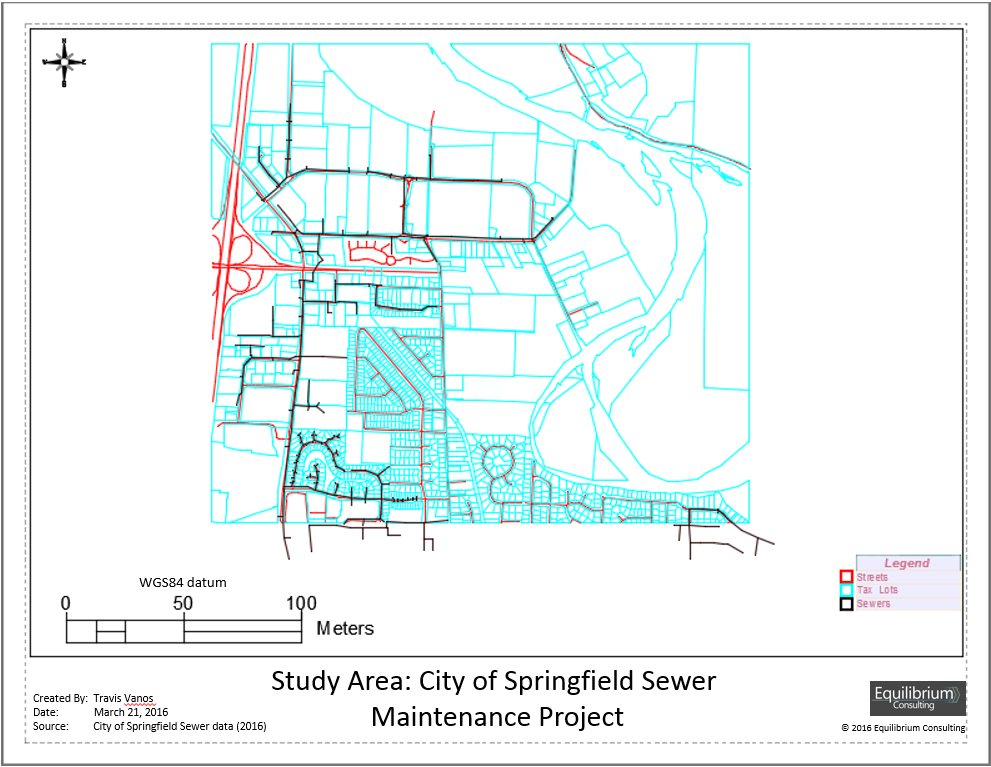 N
W E
S
WGS84 datum
0 50 100
Meters
Legend
Streets
Tax Lots
Sewers
Study Area: City of Springfield Sewer
Maintenance Project
Created By: Travis Vanos
Date: March 21, 2016
Source: City of Springfield Sewer data (2016)
Equilibrium
Consulting
© 2016 Equilibrium Consulting